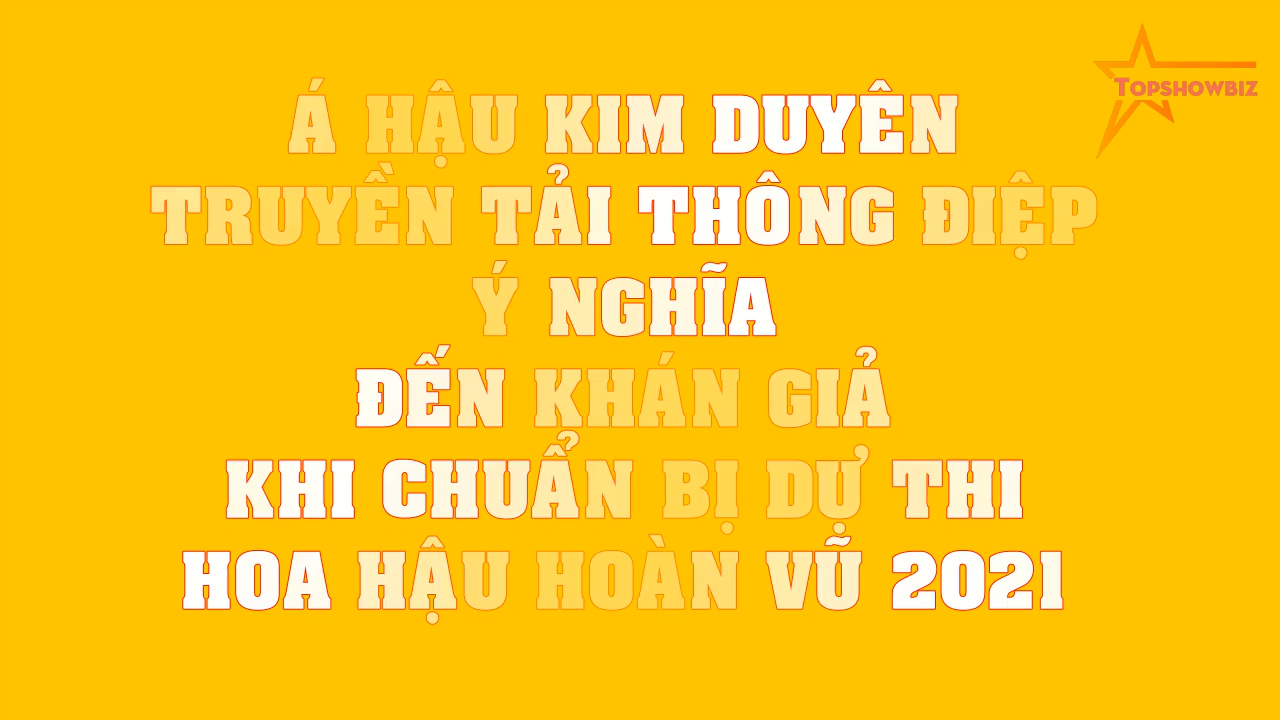 TOPSHOWBIZ
Á HẬU KIM DUYÊN
TRUYỀN TẢI THÔNG ĐIỆP
Ý NGHĨA
ĐẾN KHÁN GIẢ
KHI CHUẨN BỊ DỰ THI
HOA HẬU HOÀN VŨ 2021